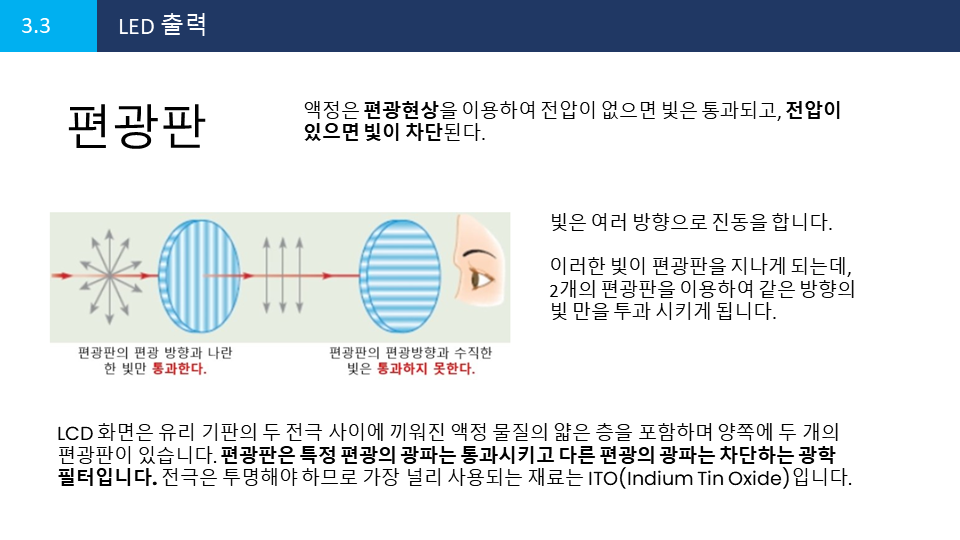 3.3
LED 출력
편광판
액정은 편광현상을 이용하여 전압이 없으면 빛은 통과되고, 전압이
있으면 빛이 차단된다.
빛은 여러 방향으로 진동을 합니다.
이러한 빛이 편광판을 지나게 되는데,
2개의 편광판을 이용하여 같은 방향의
빛 만을 투과 시키게 됩니다.
편광판의 편광 방향과 나란
한 빛만 통과한다.
편광판의 편광방향과 수직한
빛은 통과하지 못한다.
LCD 화면은 유리 기판의 두 전극 사이에 끼워진 액정 물질의 얇은 층을 포함하며 양쪽에 두 개의
편광판이 있습니다. 편광판은 특정 편광의 광파는 통과시키고 다른 편광의 광파는 차단하는 광학
필터입니다. 전극은 투명해야 하므로 가장 널리 사용되는 재료는 ITO(Indium Tin Oxide)입니다.